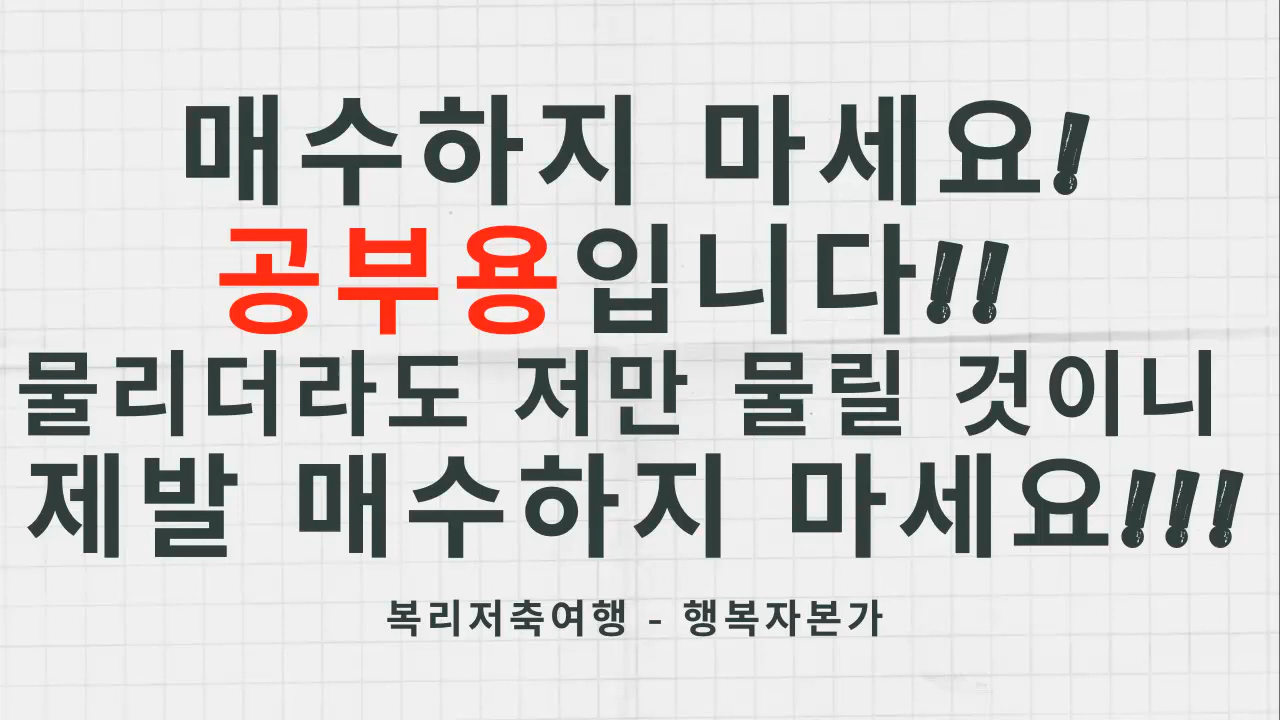 매수하지 마세요!
공부용입니다!!
물리더라도 저만 물릴 것이니
제발 매수하지 마세요!!!
복리저축여행 - 행복자본가